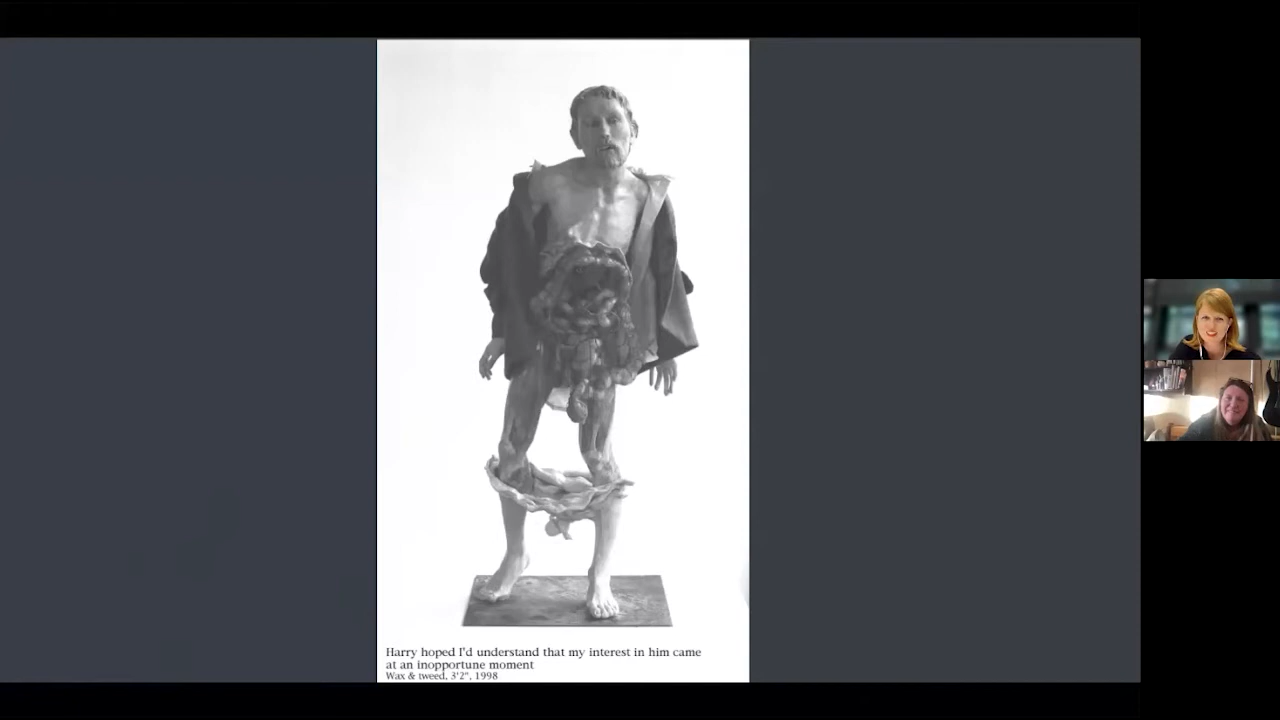 Harry hoped I'd understand that my interest in him came
at an inopportune moment
Wax & tweed, 3'2", 1998